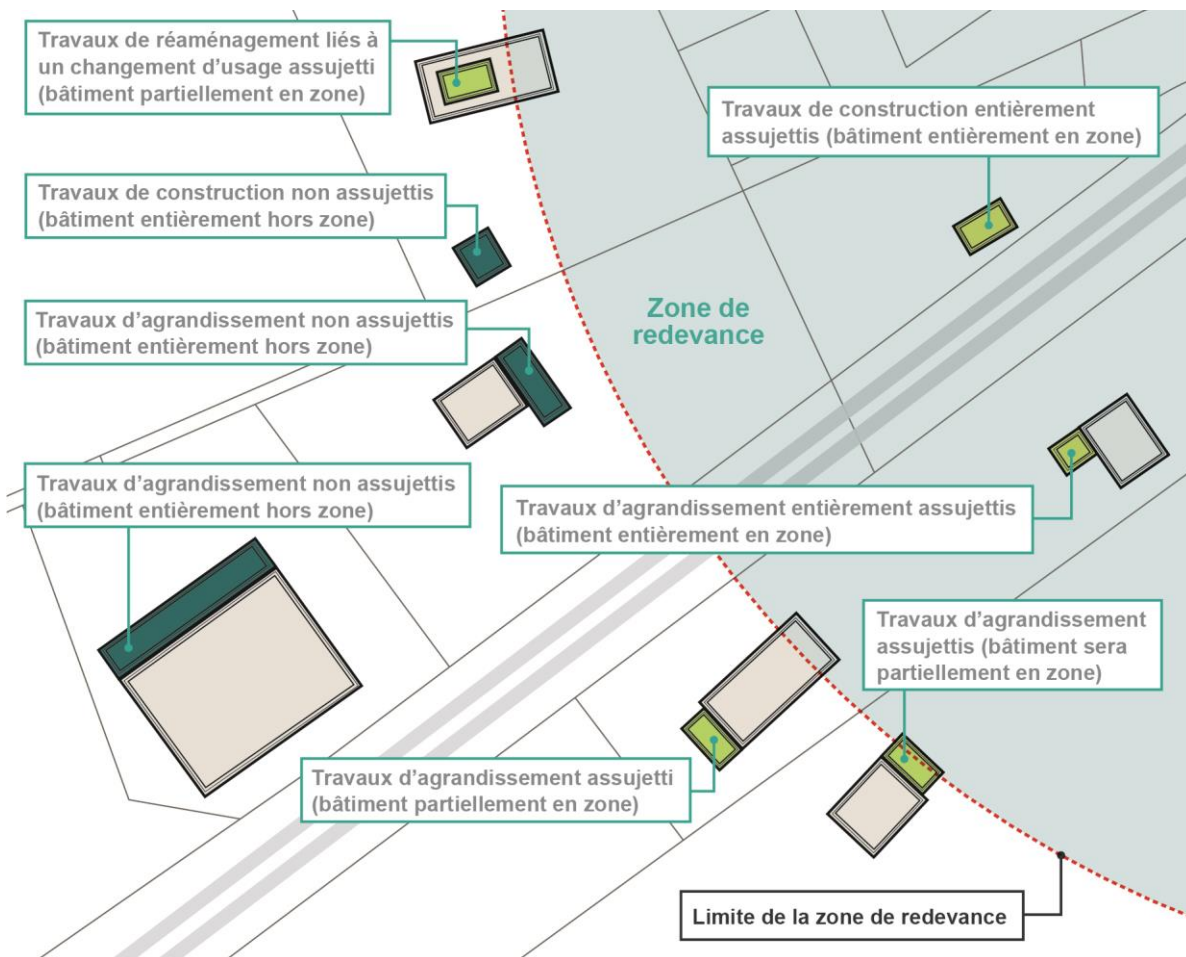 Travaux de réaménagement liés à
un changement d'usage assujetti
(bâtiment partiellement en zone)
Travaux de construction entièrement
assujettis (bâtiment entièrement en zone)
Travaux de construction non assujettis
(bâtiment entièrement hors zone)
Zone de
redevance
Travaux d'agrandissement non assujettis
(bâtiment entièrement hors zone)
Travaux d'agrandissement non assujettis
(bâtiment entièrement hors zone)
Travaux d'agrandissement entièrement assujettis
(bâtiment entièrement en zone)
Travaux d'agrandissement
assujettis (bâtiment sera
partiellement en zone)
Travaux d'agrandissement assujetti
(bâtiment partiellement en zone)
Limite de la zone de redevance